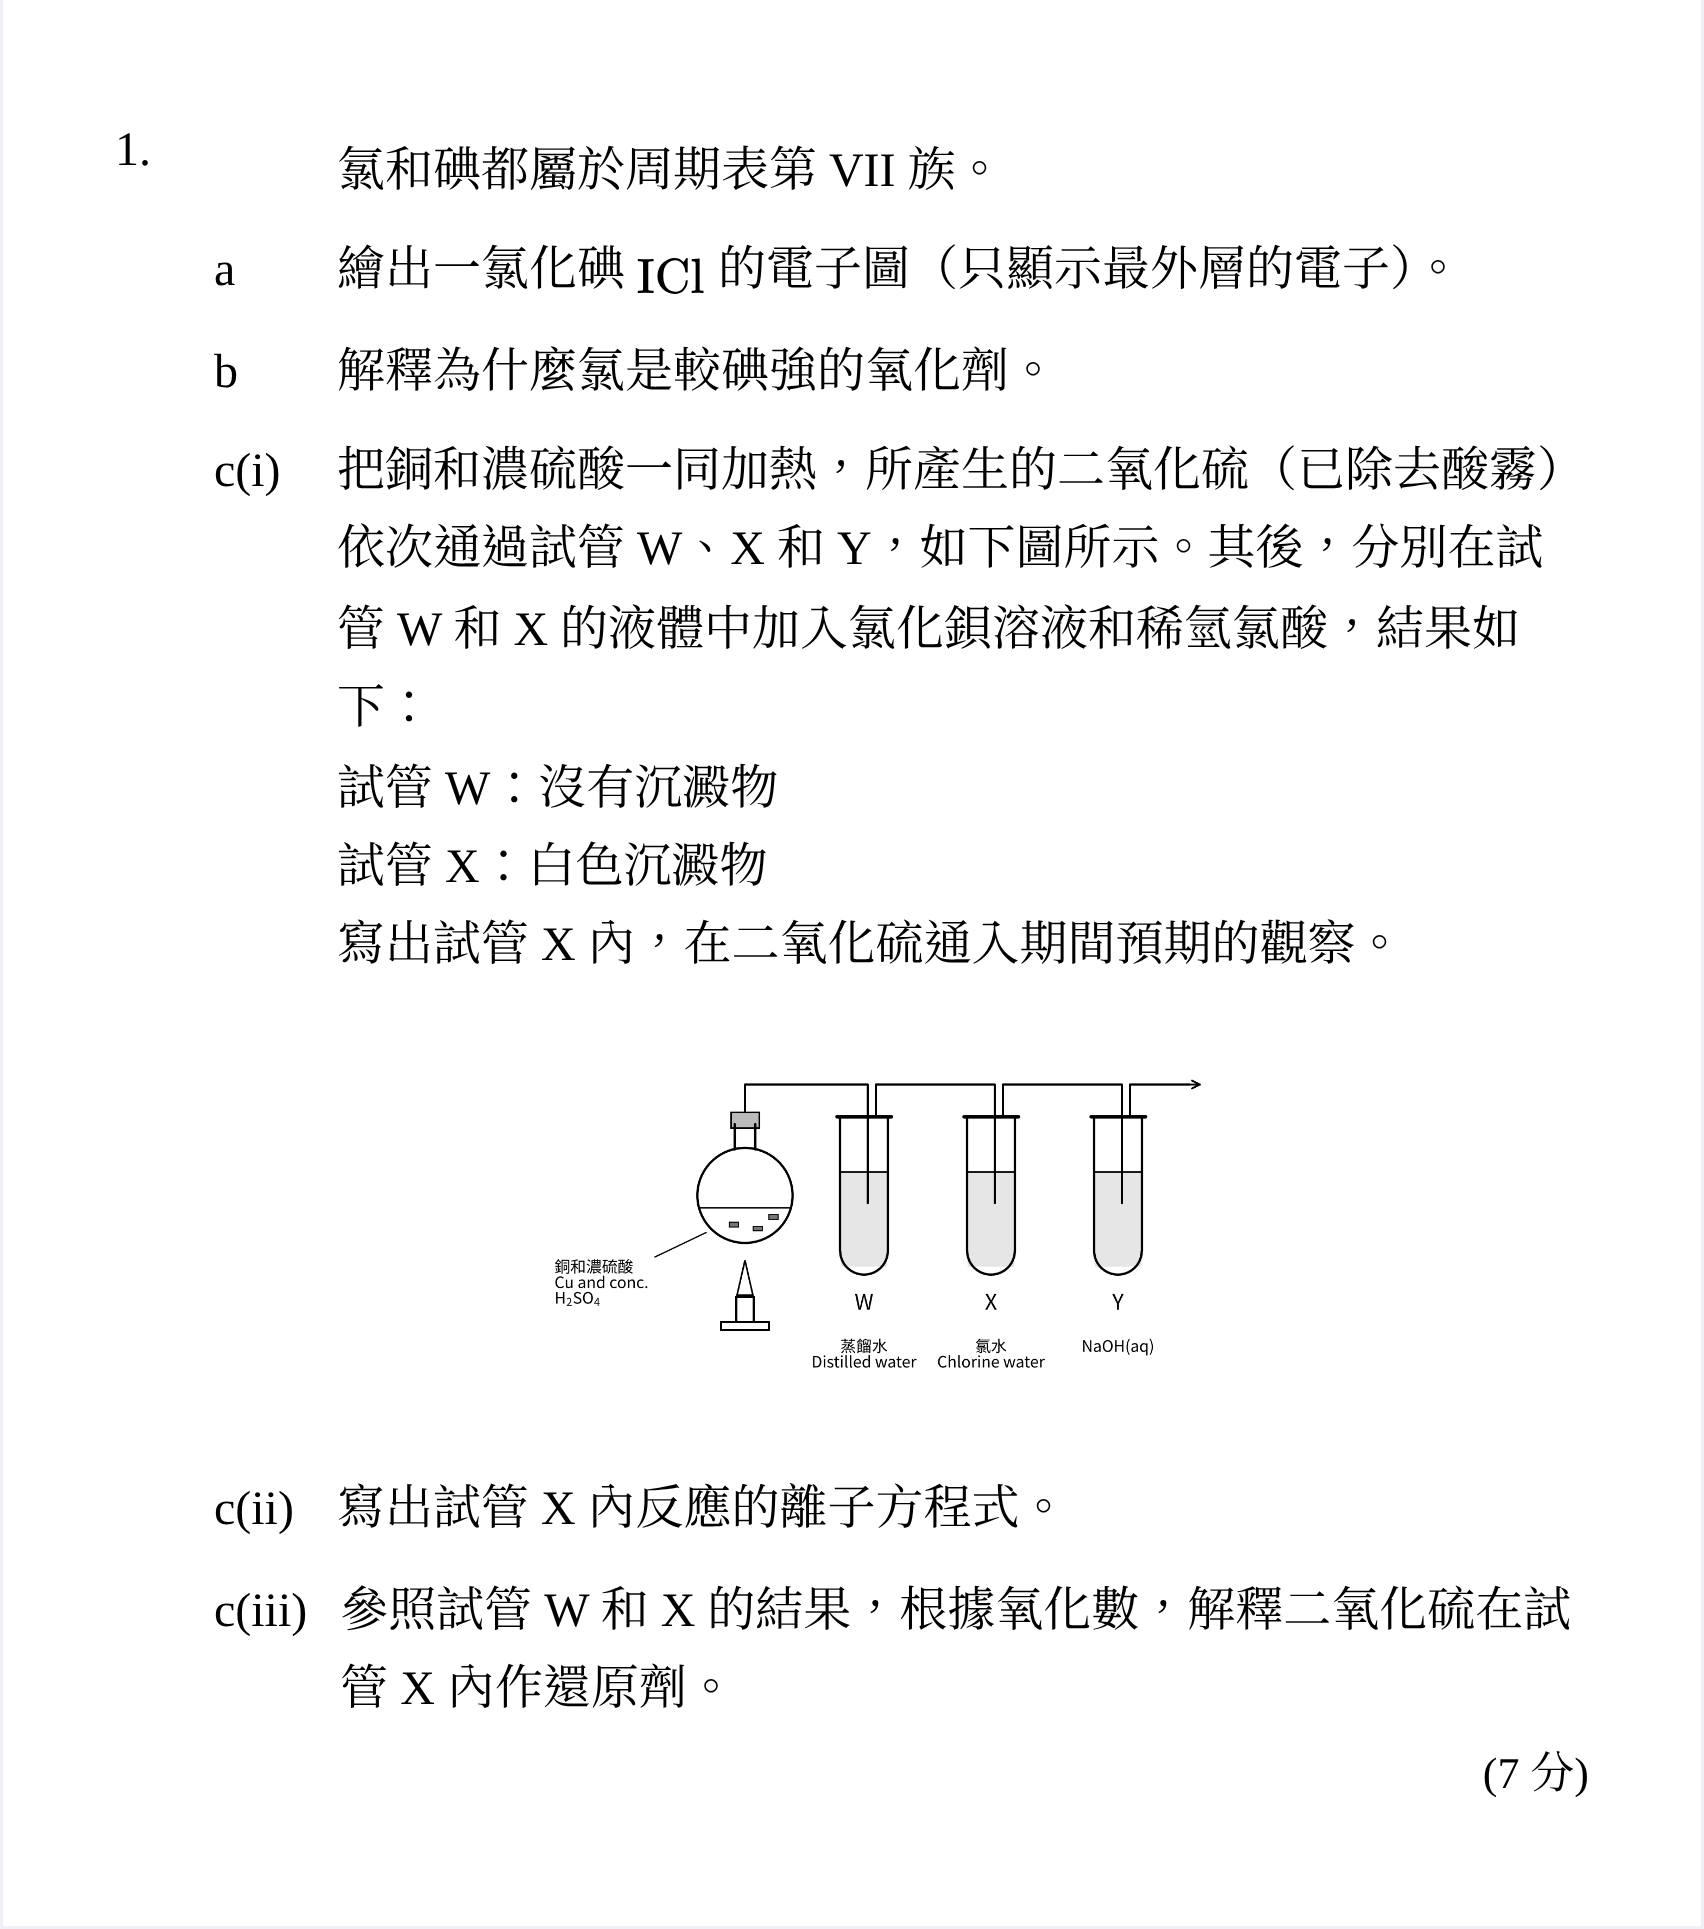 1.
氯和碘都屬於周期表第 VII 族。
a 繪出一氯化碘 ICl 的電子圖（只顯示最外層的電子）。
b 解釋為什麼氯是較碘強的氧化劑。
c(i) 把銅和濃硫酸一同加熱，所產生的二氧化硫（已除去酸霧）
依次通過試管 W、X 和 Y，如下圖所示。其後，分別在試
管 W 和 X 的液體中加入氯化鋇溶液和稀氫氯酸，結果如
下：
試管 W：沒有沉澱物
試管 X：白色沉澱物
寫出試管 X 內，在二氧化硫通入期間預期的觀察。
銅和濃硫酸
Cu and conc.
H₂SO₄
W
X
Y
蒸餾水
Distilled water
氯水
Chlorine water
NaOH(aq)
c(ii) 寫出試管 X 內反應的離子方程式。
c(iii) 參照試管 W 和 X 的結果，根據氧化數，解釋二氧化硫在試
管 X 內作還原劑。
(7 分)